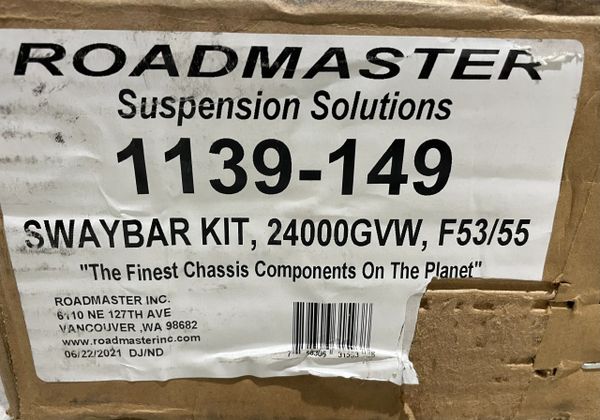 ROADMASTER
Suspension Solutions
1139-149
SWAYBAR KIT, 24000GVW, F53/55
"The Finest Chassis Components On The Planet"
ROADMASTER INC.
6110 NE 127TH AVE
VANCOUVER ,WA 98682
www.roadmasterinc.com
06/22/2021 DJ/ND